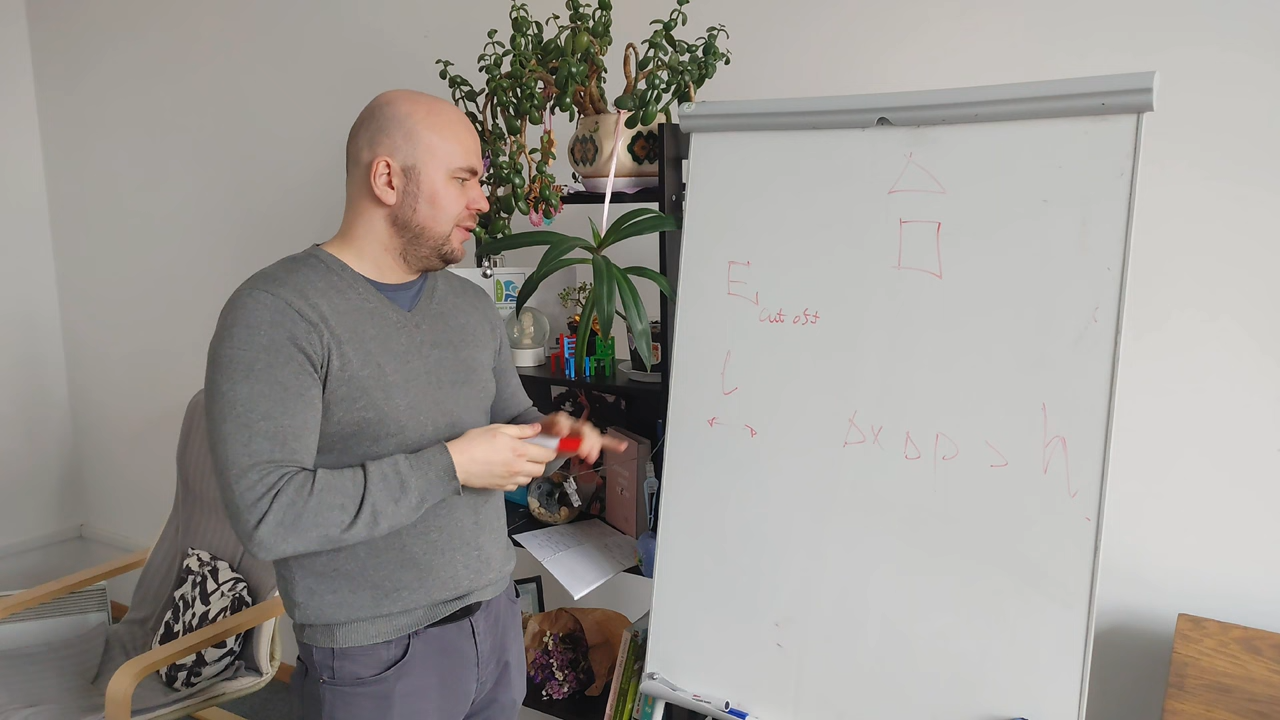 E cut off
l
Δx Δp > h